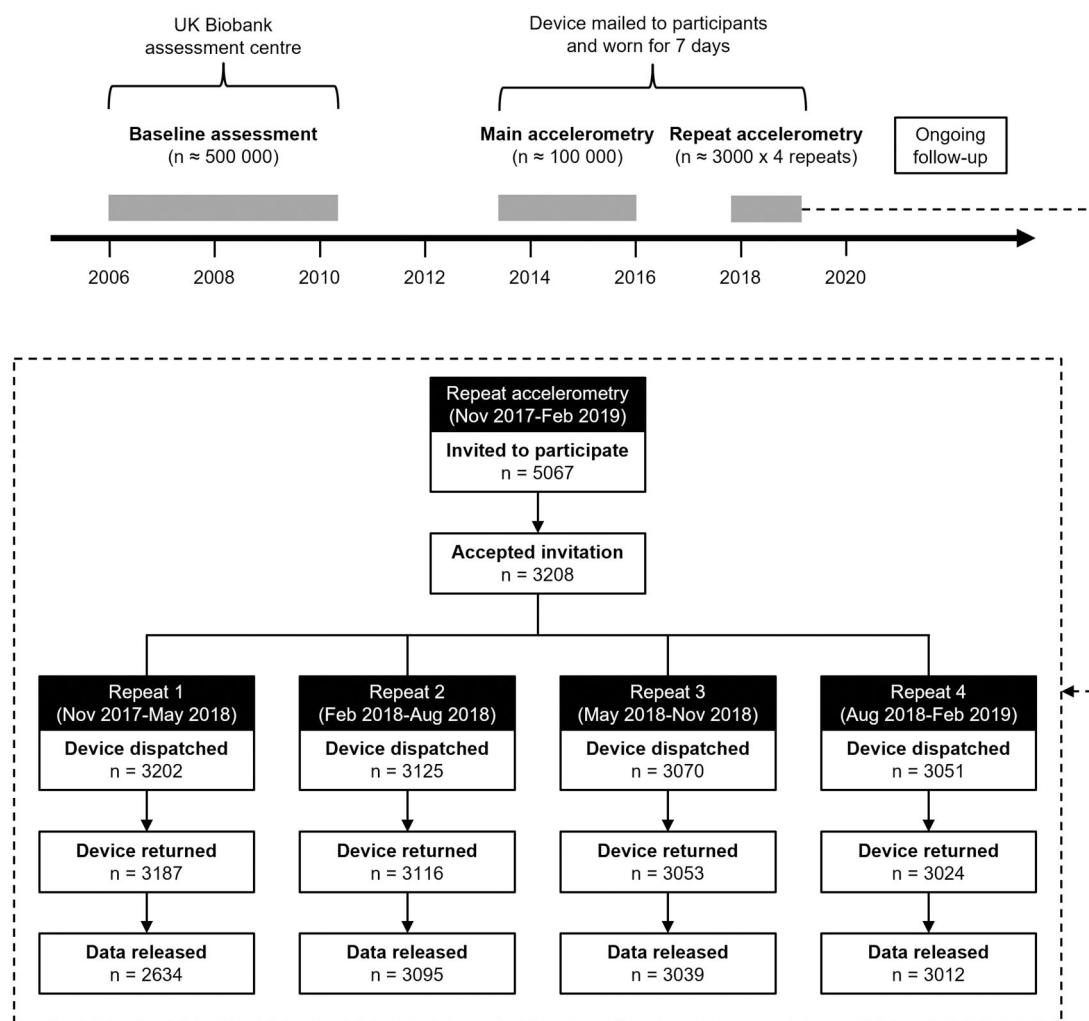 UK Biobank
assessment centre
Device mailed to participants
and worn for 7 days
Baseline assessment
(n ≈ 500 000)
Main accelerometry
(n ≈ 100 000)
Repeat accelerometry
(n ≈ 3000 x 4 repeats)
Ongoing
follow-up
2006 2008 2010 2012 2014 2016 2018 2020
Repeat accelerometry
(Nov 2017-Feb 2019)
Invited to participate
n = 5067
Accepted invitation
n = 3208
Repeat 1
(Nov 2017-May 2018)
Device dispatched
n = 3202
Device returned
n = 3187
Data released
n = 2634
Repeat 2
(Feb 2018-Aug 2018)
Device dispatched
n = 3125
Device returned
n = 3116
Data released
n = 3095
Repeat 3
(May 2018-Nov 2018)
Device dispatched
n = 3070
Device returned
n = 3053
Data released
n = 3039
Repeat 4
(Aug 2018-Feb 2019)
Device dispatched
n = 3051
Device returned
n = 3024
Data released
n = 3012